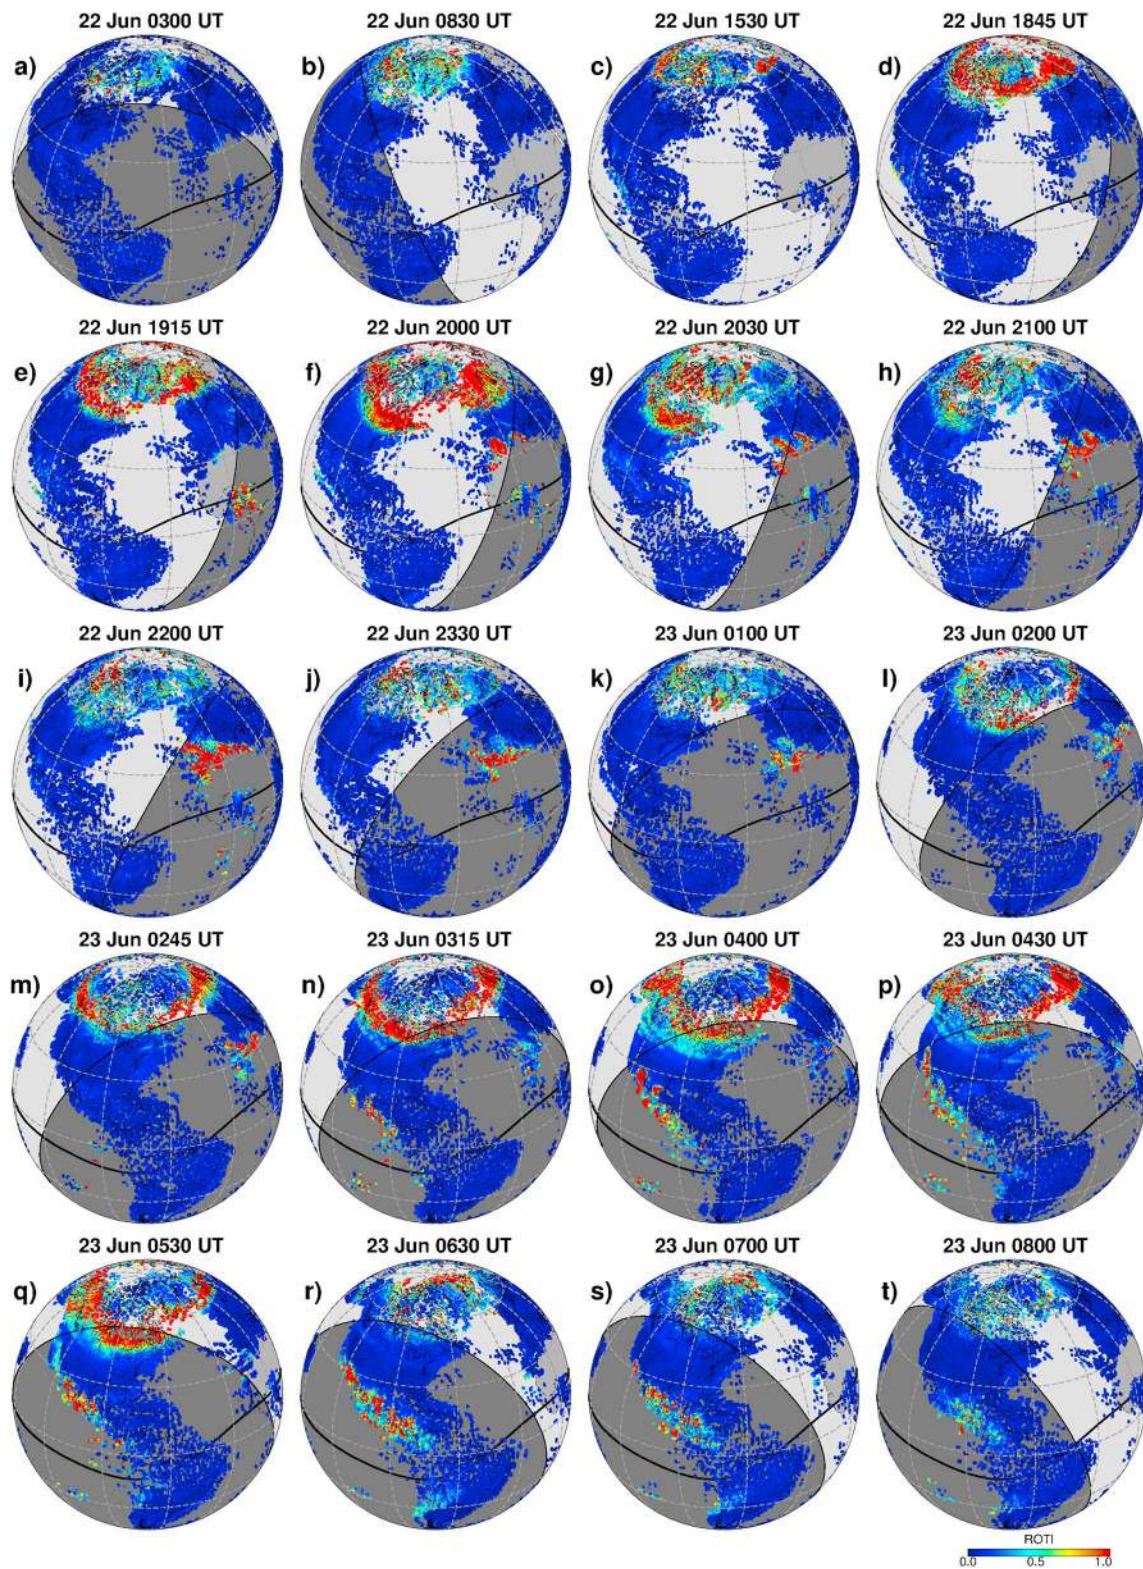 22 Jun 0300 UT 22 Jun 0830 UT 22 Jun 1530 UT 22 Jun 1845 UT
a) b) c) d)
22 Jun 1915 UT 22 Jun 2000 UT 22 Jun 2030 UT 22 Jun 2100 UT
e) f) g) h)
22 Jun 2200 UT 22 Jun 2330 UT 23 Jun 0100 UT 23 Jun 0200 UT
i) j) k) l)
23 Jun 0245 UT 23 Jun 0315 UT 23 Jun 0400 UT 23 Jun 0430 UT
m) n) o) p)
23 Jun 0530 UT 23 Jun 0630 UT 23 Jun 0700 UT 23 Jun 0800 UT
q) r) s) t)
ROTI
0.0 0.5 1.0